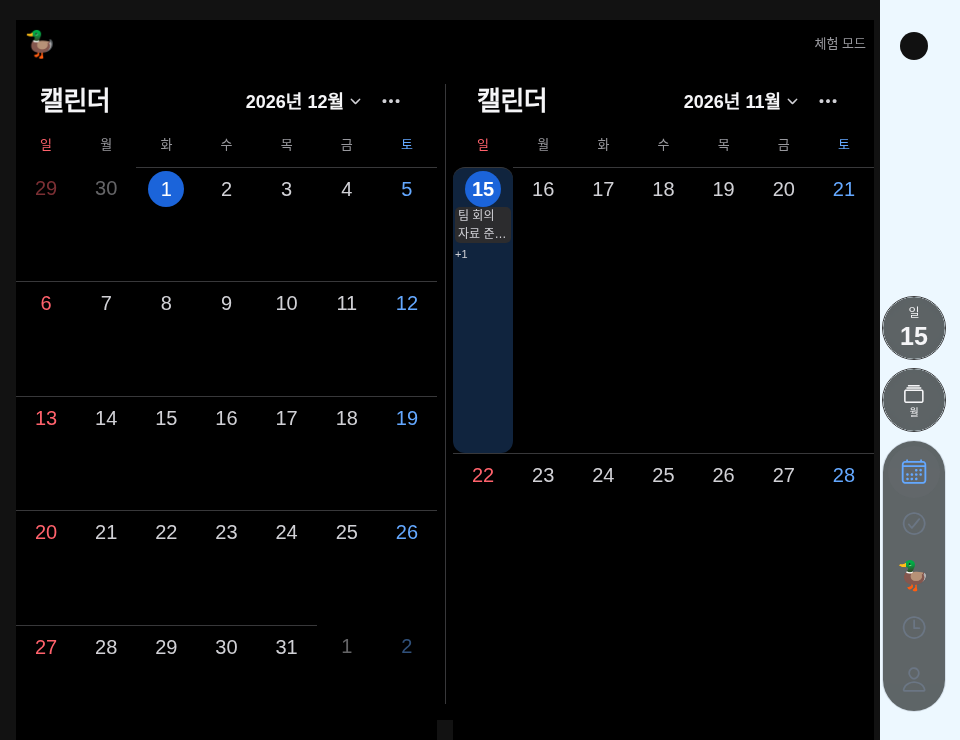 체험 모드
캘린더
2026년 12월
일 월 화 수 목 금 토
29 30 1 2 3 4 5
6 7 8 9 10 11 12
13 14 15 16 17 18 19
20 21 22 23 24 25 26
27 28 29 30 31 1 2
캘린더
2026년 11월
일 월 화 수 목 금 토
15 16 17 18 19 20 21
팀 회의
자료 준…
+1
22 23 24 25 26 27 28
일
15
월